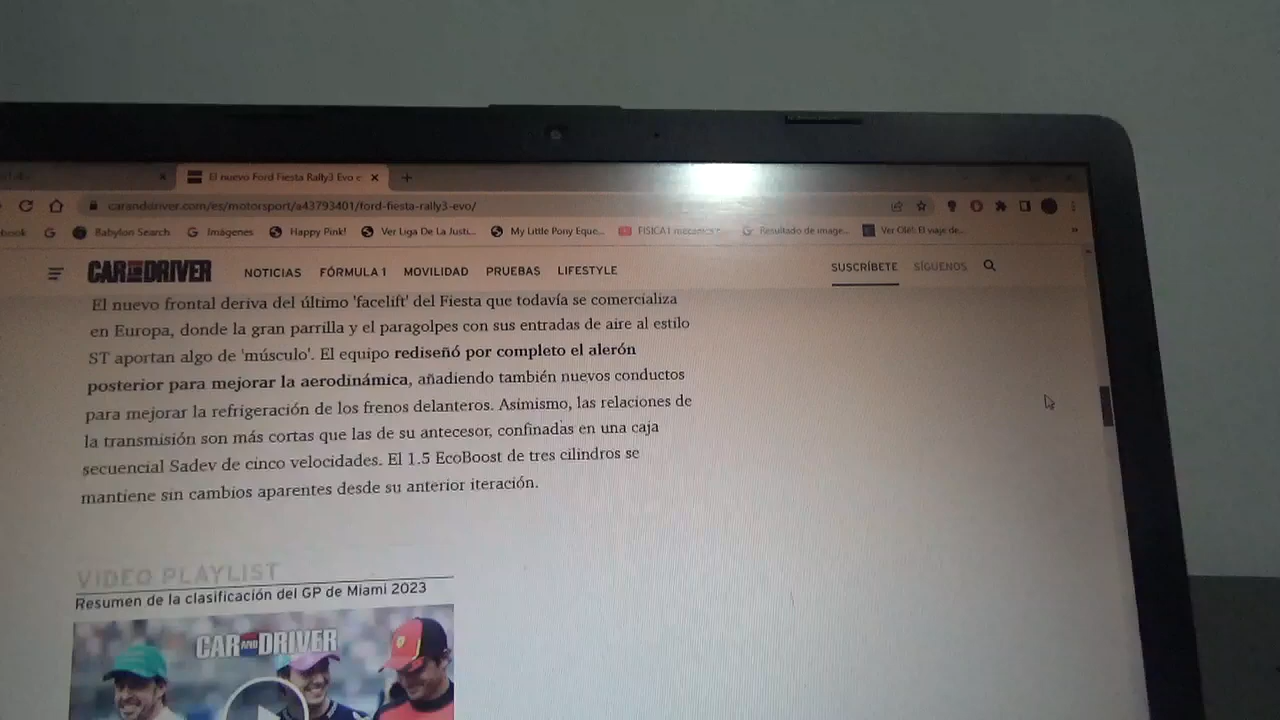 El nuevo Ford Fiesta Rally3 Evo
caranddriver.com/es/motorsport/a43793401/ford-fiesta-rally3-evo/
Babylon Search
Imágenes
Happy Pink!
Ver Liga De La Justi...
My Little Pony Eque...
FISICA1
Resultado de image...
Ver Olé!: El viaje de...
CAR AND DRIVER
NOTICIAS
FÓRMULA 1
MOVILIDAD
PRUEBAS
LIFESTYLE
SUSCRÍBETE
SÍGUENOS
El nuevo frontal deriva del último 'facelift' del Fiesta que todavía se comercializa
en Europa, donde la gran parrilla y el paragolpes con sus entradas de aire al estilo
ST aportan algo de 'músculo'. El equipo rediseñó por completo el alerón
posterior para mejorar la aerodinámica, añadiendo también nuevos conductos
para mejorar la refrigeración de los frenos delanteros. Asimismo, las relaciones de
la transmisión son más cortas que las de su antecesor, confinadas en una caja
secuencial Sadev de cinco velocidades. El 1.5 EcoBoost de tres cilindros se
mantiene sin cambios aparentes desde su anterior iteración.
VIDEO PLAYLIST
Resumen de la clasificación del GP de Miami 2023
CAR AND DRIVER